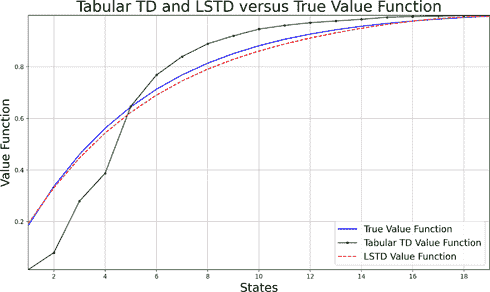 Tabular TD and LSTD versus True Value Function
Value Function
0.8
0.6
0.4
0.2
2 4 6 8 10 12 14 16 18
States
True Value Function
Tabular TD Value Function
LSTD Value Function